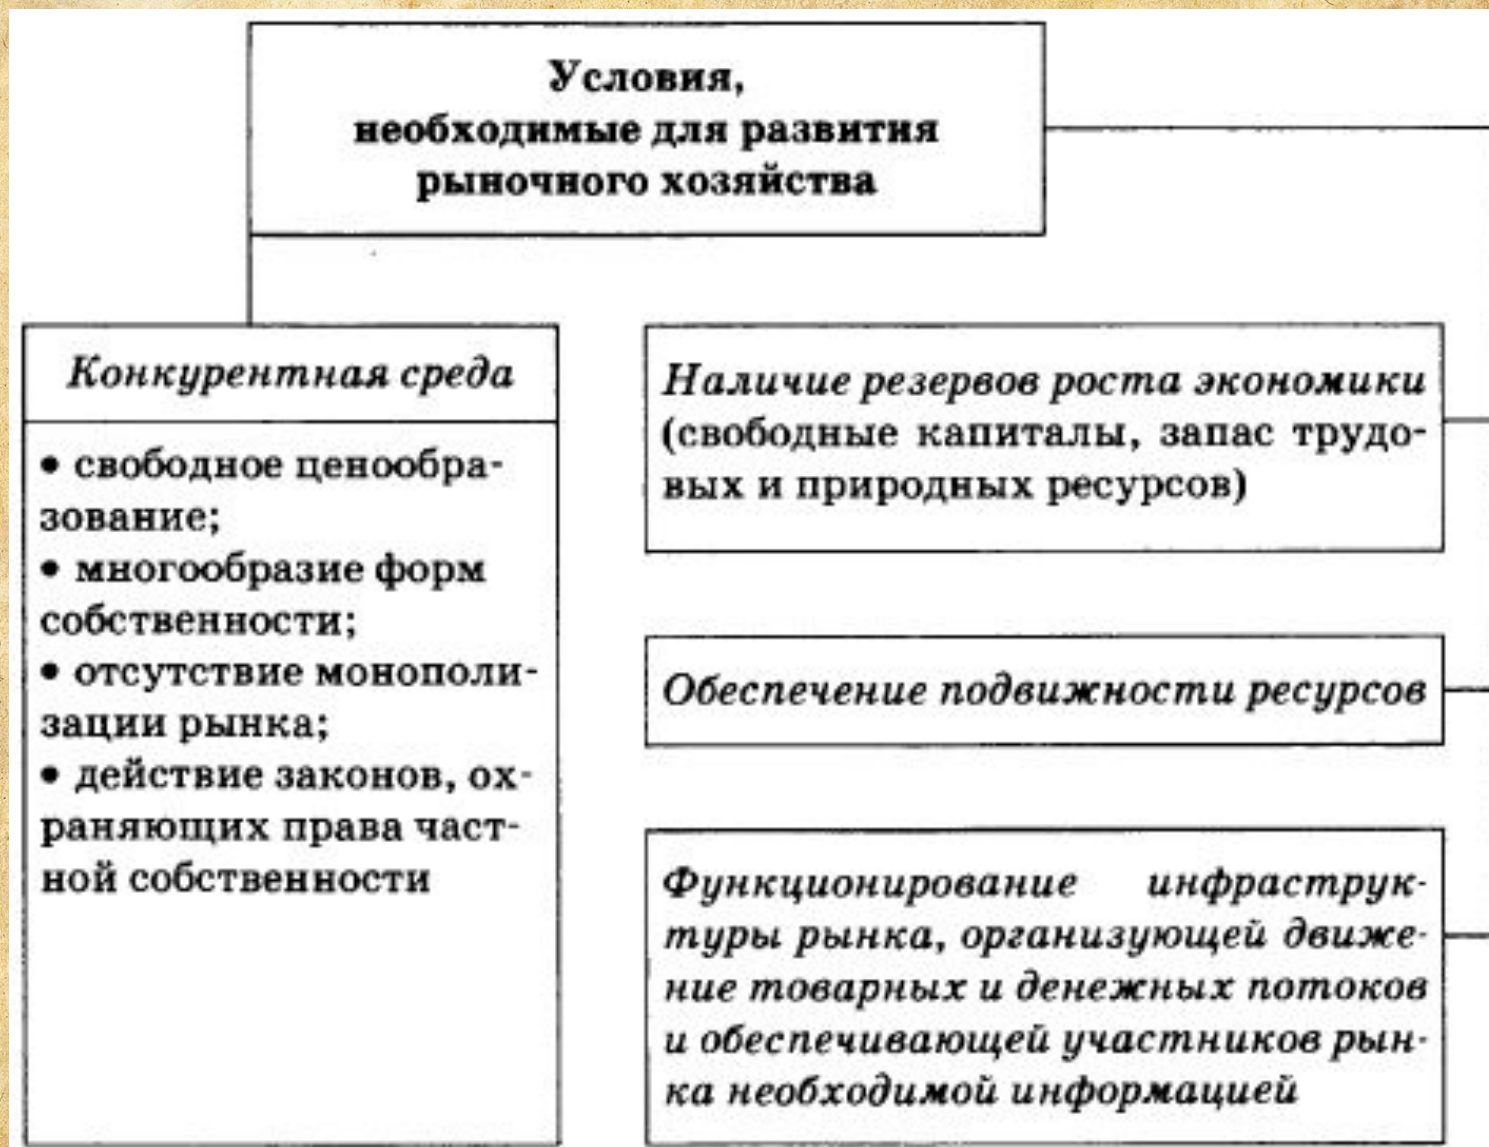 Условия,
необходимые для развития
рыночного хозяйства
Конкурентная среда
• свободное ценообра-
зование;
• многообразие форм
собственности;
• отсутствие монополи-
зации рынка;
• действие законов, ох-
раняющих права част-
ной собственности
Наличие резервов роста экономики
(свободные капиталы, запас трудо-
вых и природных ресурсов)
Обеспечение подвижности ресурсов
Функционирование инфраструк-
туры рынка, организующей движе-
ние товарных и денежных потоков
и обеспечивающей участников рын-
ка необходимой информацией